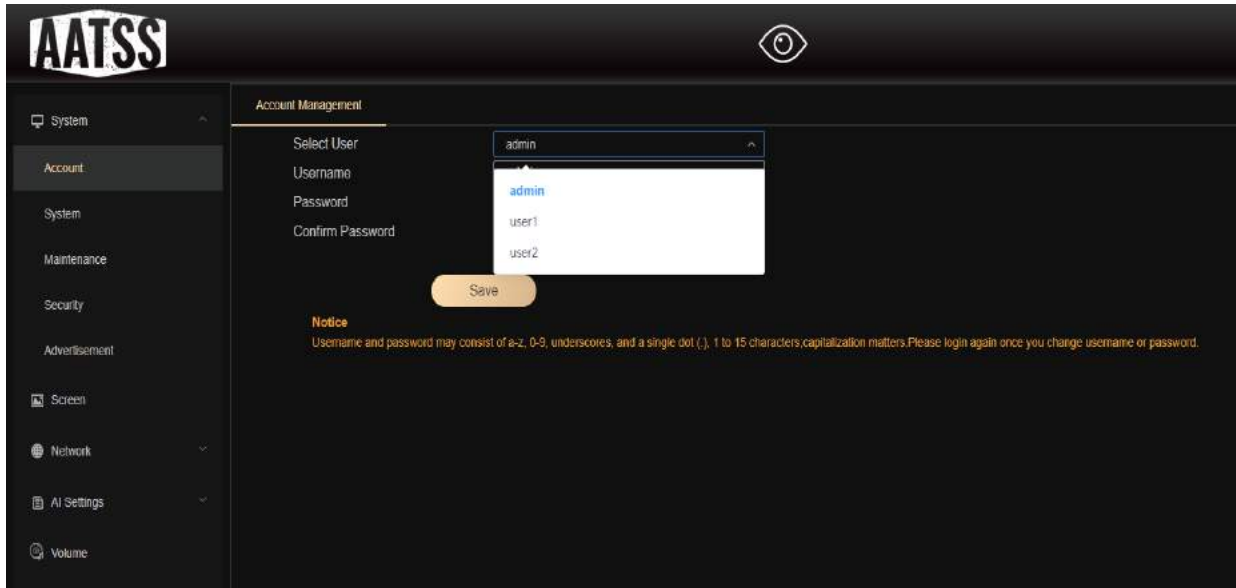 AATSS
System
Account
System
Maintenance
Security
Advertisement
Screen
Network
AI Settings
Volume
Account Management
Select User admin
Username
Password
Confirm Password
admin
user1
user2
Save
Notice
Username and password may consist of a-z, 0-9, underscores, and a single dot (.), 1 to 15 characters,capitalization matters.Please login again once you change username or password.